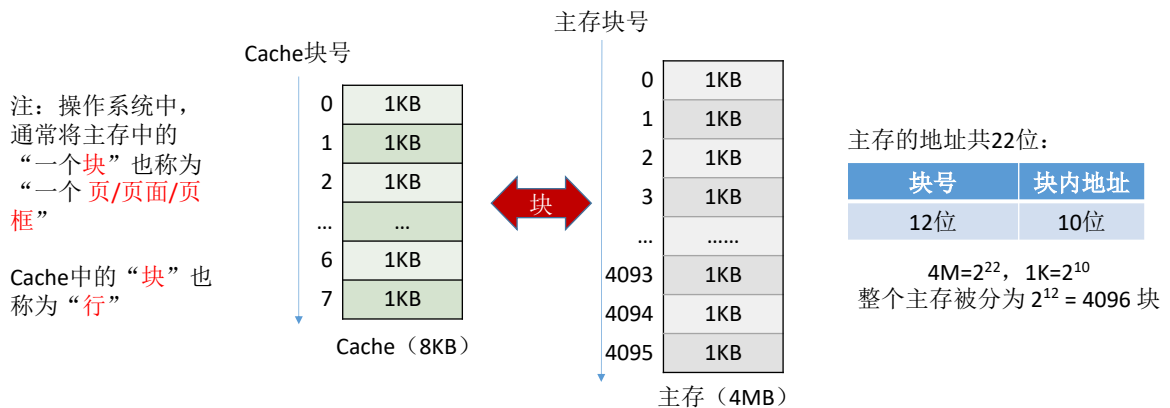 注：操作系统中，
通常将主存中的
“一个块”也称为
“一个 页/页面/页
框”
Cache中的“块”也
称为“行”
Cache块号
0 1KB
1 1KB
2 1KB
... ...
6 1KB
7 1KB
Cache（8KB）
块
主存块号
0 1KB
1 1KB
2 1KB
3 1KB
... ......
4093 1KB
4094 1KB
4095 1KB
主存（4MB）
主存的地址共22位：
块号 块内地址
12位 10位
4M=2²²，1K=2¹⁰
整个主存被分为 2¹² = 4096 块